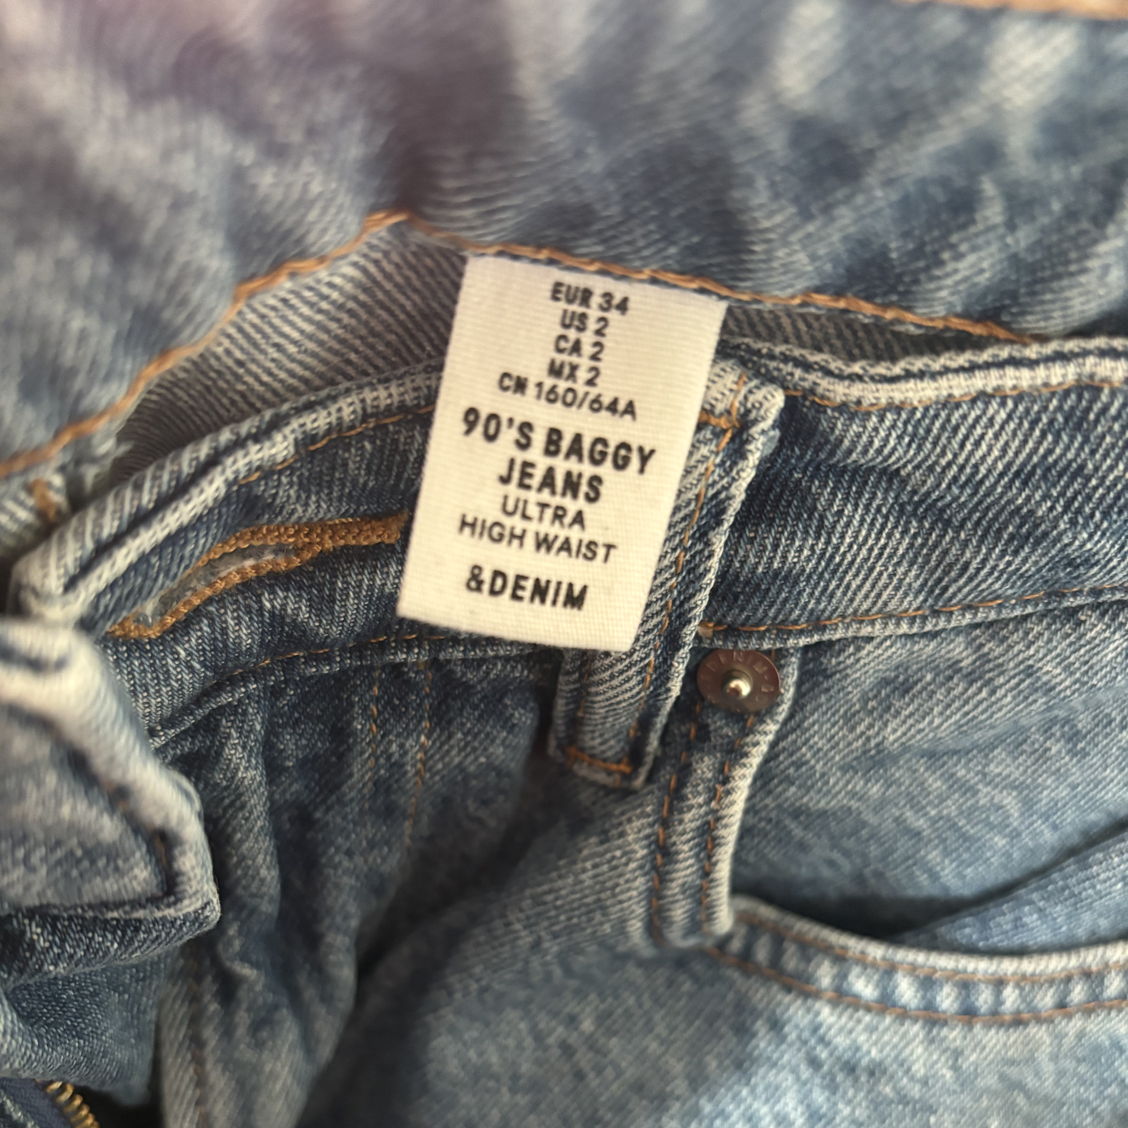 EUR 34
US 2
CA 2
MX 2
CN 160/64A
90'S BAGGY
JEANS
ULTRA
HIGH WAIST
&DENIM